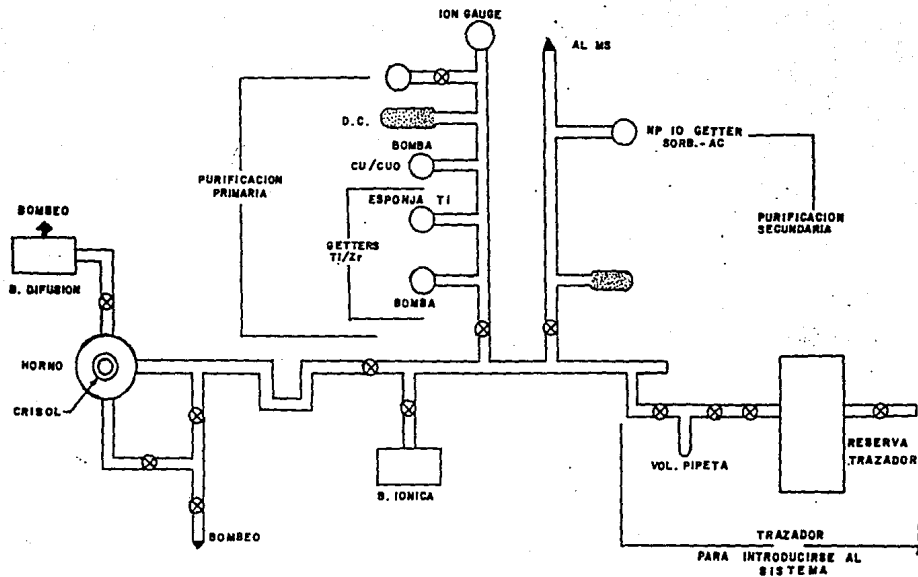 ION GAUGE
AL MS
D.C.
BOMBA
CU/CUO
PURIFICACION
PRIMARIA
ESPONJA TI
GETTERS
TI/Zr
BOMBA
NP 10 GETTER
SORB.-AC
PURIFICACION
SECUNDARIA
BOMBEO
B. DIFUSION
HORNO
CRISOL
BOMBEO
B. IONICA
VOL. PIPETA
RESERVA
TRAZADOR
TRAZADOR
PARA INTRODUCIRSE AL
SISTEMA